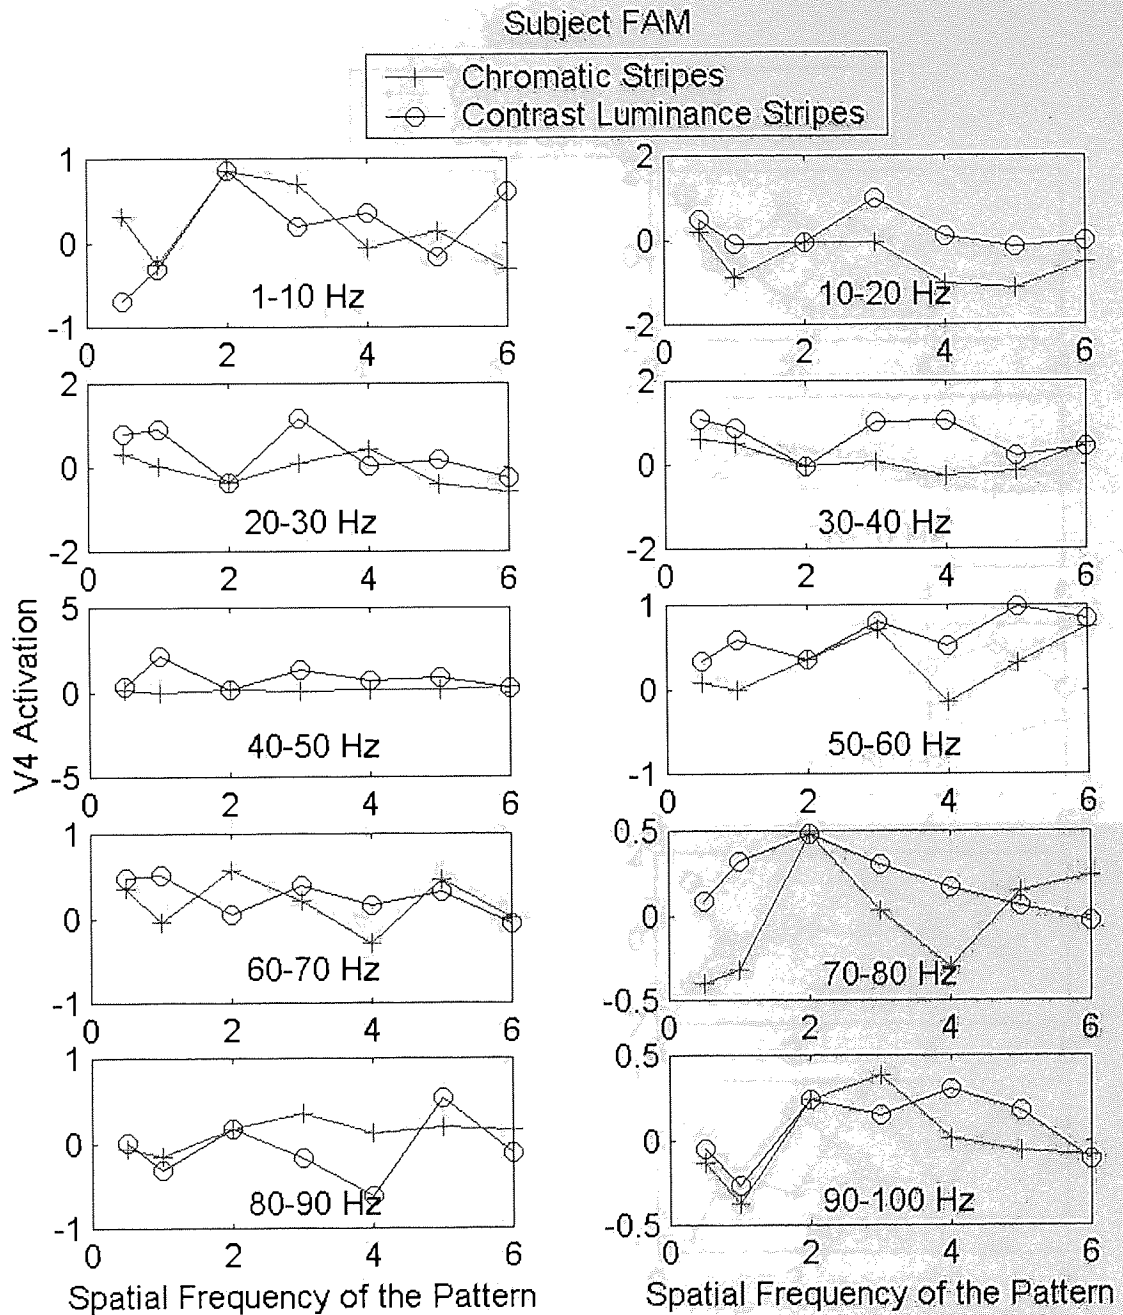 Subject FAM
Chromatic Stripes
Contrast Luminance Stripes
1
0
-1
0 2 4 6
1-10 Hz
2
0
-2
0 2 4 6
10-20 Hz
2
0
-2
0 2 4 6
20-30 Hz
2
0
-2
0 2 4 6
30-40 Hz
V4 Activation
5
0
-5
0 2 4 6
40-50 Hz
1
0
-1
0 2 4 6
50-60 Hz
1
0
-1
0 2 4 6
60-70 Hz
0.5
0
-0.5
0 2 4 6
70-80 Hz
1
0
-1
0 2 4 6
80-90 Hz
0.5
0
-0.5
0 2 4 6
90-100 Hz
Spatial Frequency of the Pattern
Spatial Frequency of the Pattern